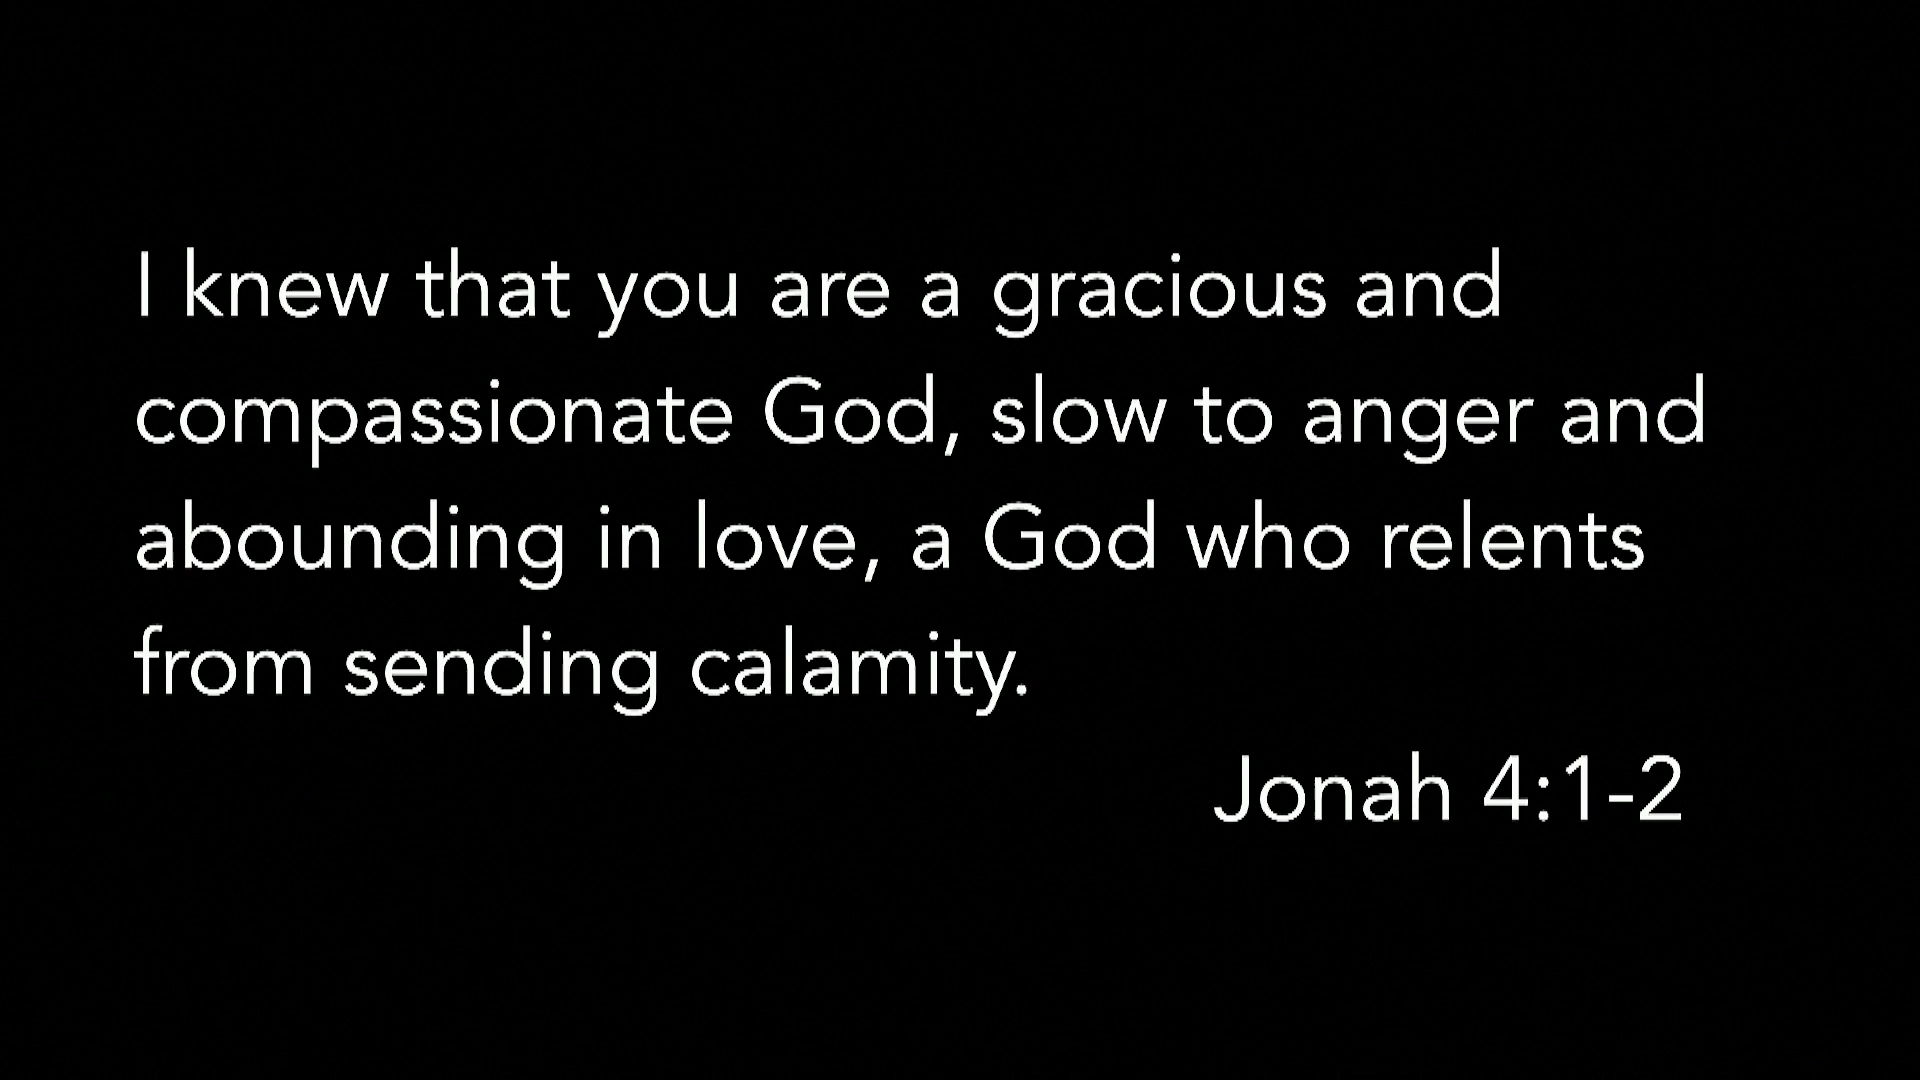 I knew that you are a gracious and
compassionate God, slow to anger and
abounding in love, a God who relents
from sending calamity.
Jonah 4:1-2